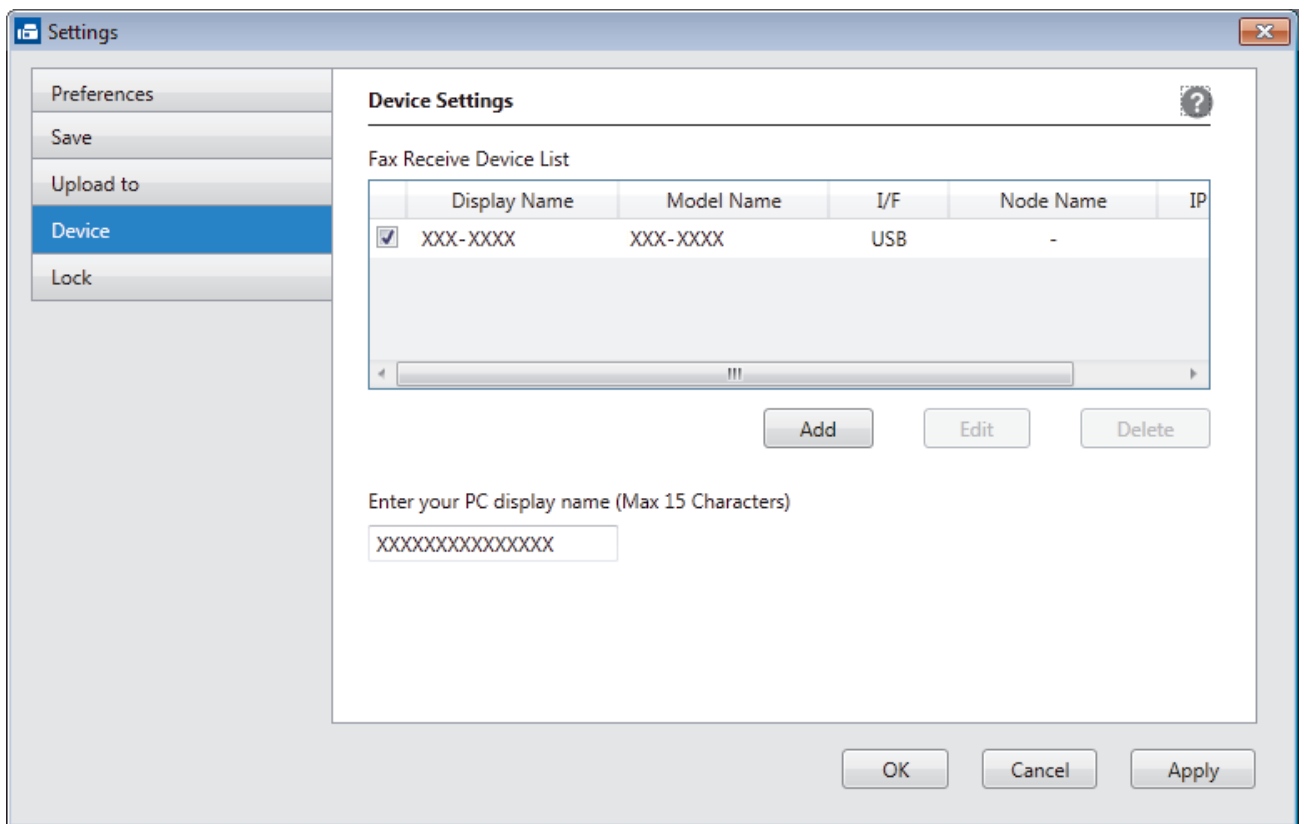 Settings
Preferences
Save
Upload to
Device
Lock
Device Settings
?
Fax Receive Device List
Display Name Model Name I/F Node Name IP
XXX-XXXX XXX-XXXX USB -
Add Edit Delete
Enter your PC display name (Max 15 Characters)
XXXXXXXXXXXXXXX
OK Cancel Apply